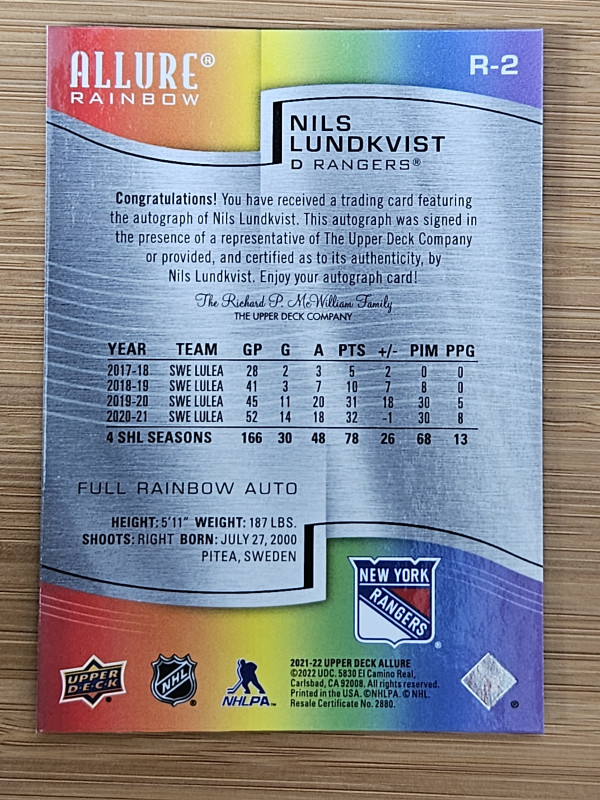 ALLURE®
RAINBOW
R-2
NILS
LUNDKVIST
D RANGERS®
Congratulations! You have received a trading card featuring
the autograph of Nils Lundkvist. This autograph was signed in
the presence of a representative of The Upper Deck Company
or provided, and certified as to its authenticity, by
Nils Lundkvist. Enjoy your autograph card!
The Richard P. McWilliam Family
THE UPPER DECK COMPANY
YEAR TEAM GP G A PTS +/- PIM PPG
2017-18 SWE LULEA 28 2 3 5 2 0 0
2018-19 SWE LULEA 41 3 7 10 7 8 0
2019-20 SWE LULEA 45 11 20 31 18 30 5
2020-21 SWE LULEA 52 14 18 32 -1 30 8
4 SHL SEASONS 166 30 48 78 26 68 13
FULL RAINBOW AUTO
HEIGHT: 5'11" WEIGHT: 187 LBS.
SHOOTS: RIGHT BORN: JULY 27, 2000
PITEA, SWEDEN
NEW YORK
RANGERS
®
UPPER
DECK
NHL
NHLPA™
2021-22 UPPER DECK ALLURE
©2022 UDC. 5830 El Camino Real,
Carlsbad, CA 92008. All rights reserved.
Printed in the USA. ©NHLPA. © NHL.
Resale Certificate No. 2880.
®